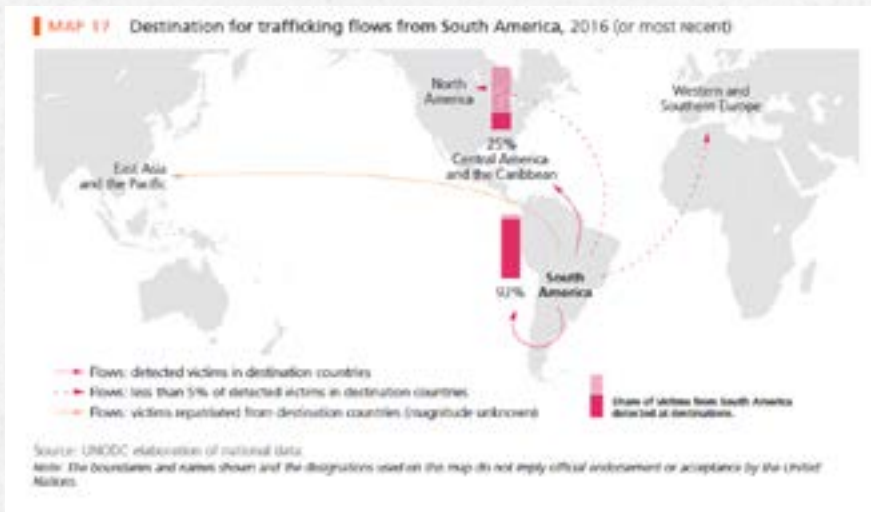 MAP 17 Destination for trafficking flows from South America, 2016 (or most recent)
North
America
Western and
Southern Europe
25%
Central America
and the Caribbean
East Asia
and the Pacific
92%
South
America
Flows: detected victims in destination countries
Flows: less than 5% of detected victims in destination countries
Flows: victims repatriated from destination countries (magnitude unknown)
Share of victims from South America
detected at destinations.
Source: UNODC elaboration of national data.
Note: The boundaries and names shown and the designations used on this map do not imply official endorsement or acceptance by the United
Nations.